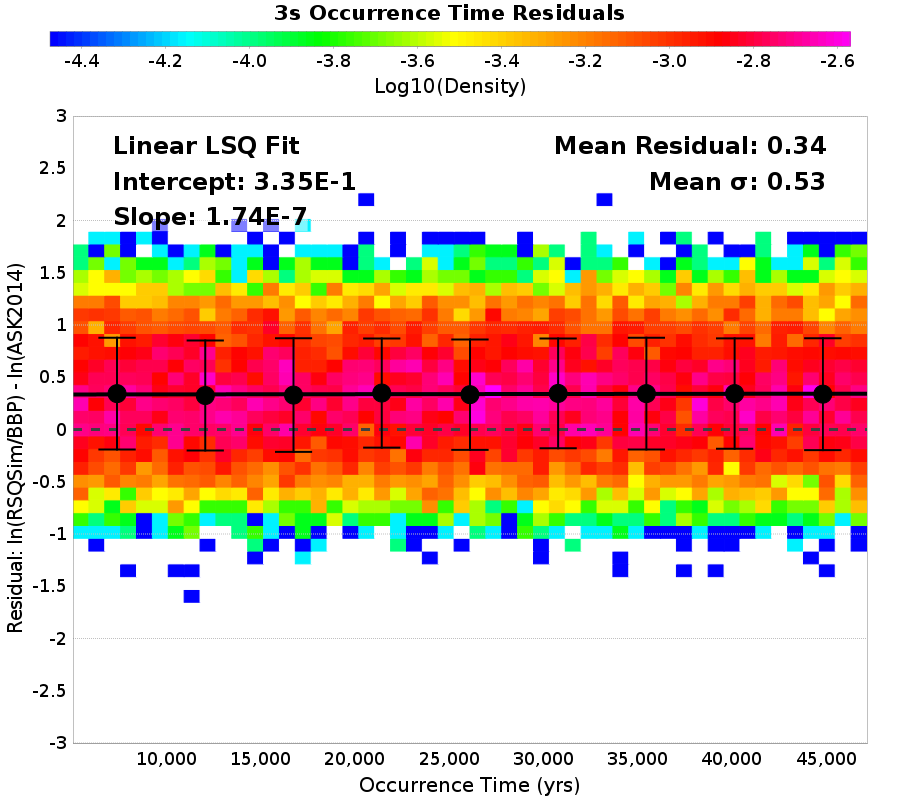 3s Occurrence Time Residuals
-4.4 -4.2 -4.0 -3.8 -3.6 -3.4 -3.2 -3.0 -2.8 -2.6
Log10(Density)
Linear LSQ Fit
Intercept: 3.35E-1
Slope: 1.74E-7
Mean Residual: 0.34
Mean σ: 0.53
Residual: ln(RSQSim/BBP) - ln(ASK2014)
3
2.5
2
1.5
1
0.5
0
-0.5
-1
-1.5
-2
-2.5
-3
10,000 15,000 20,000 25,000 30,000 35,000 40,000 45,000
Occurrence Time (yrs)